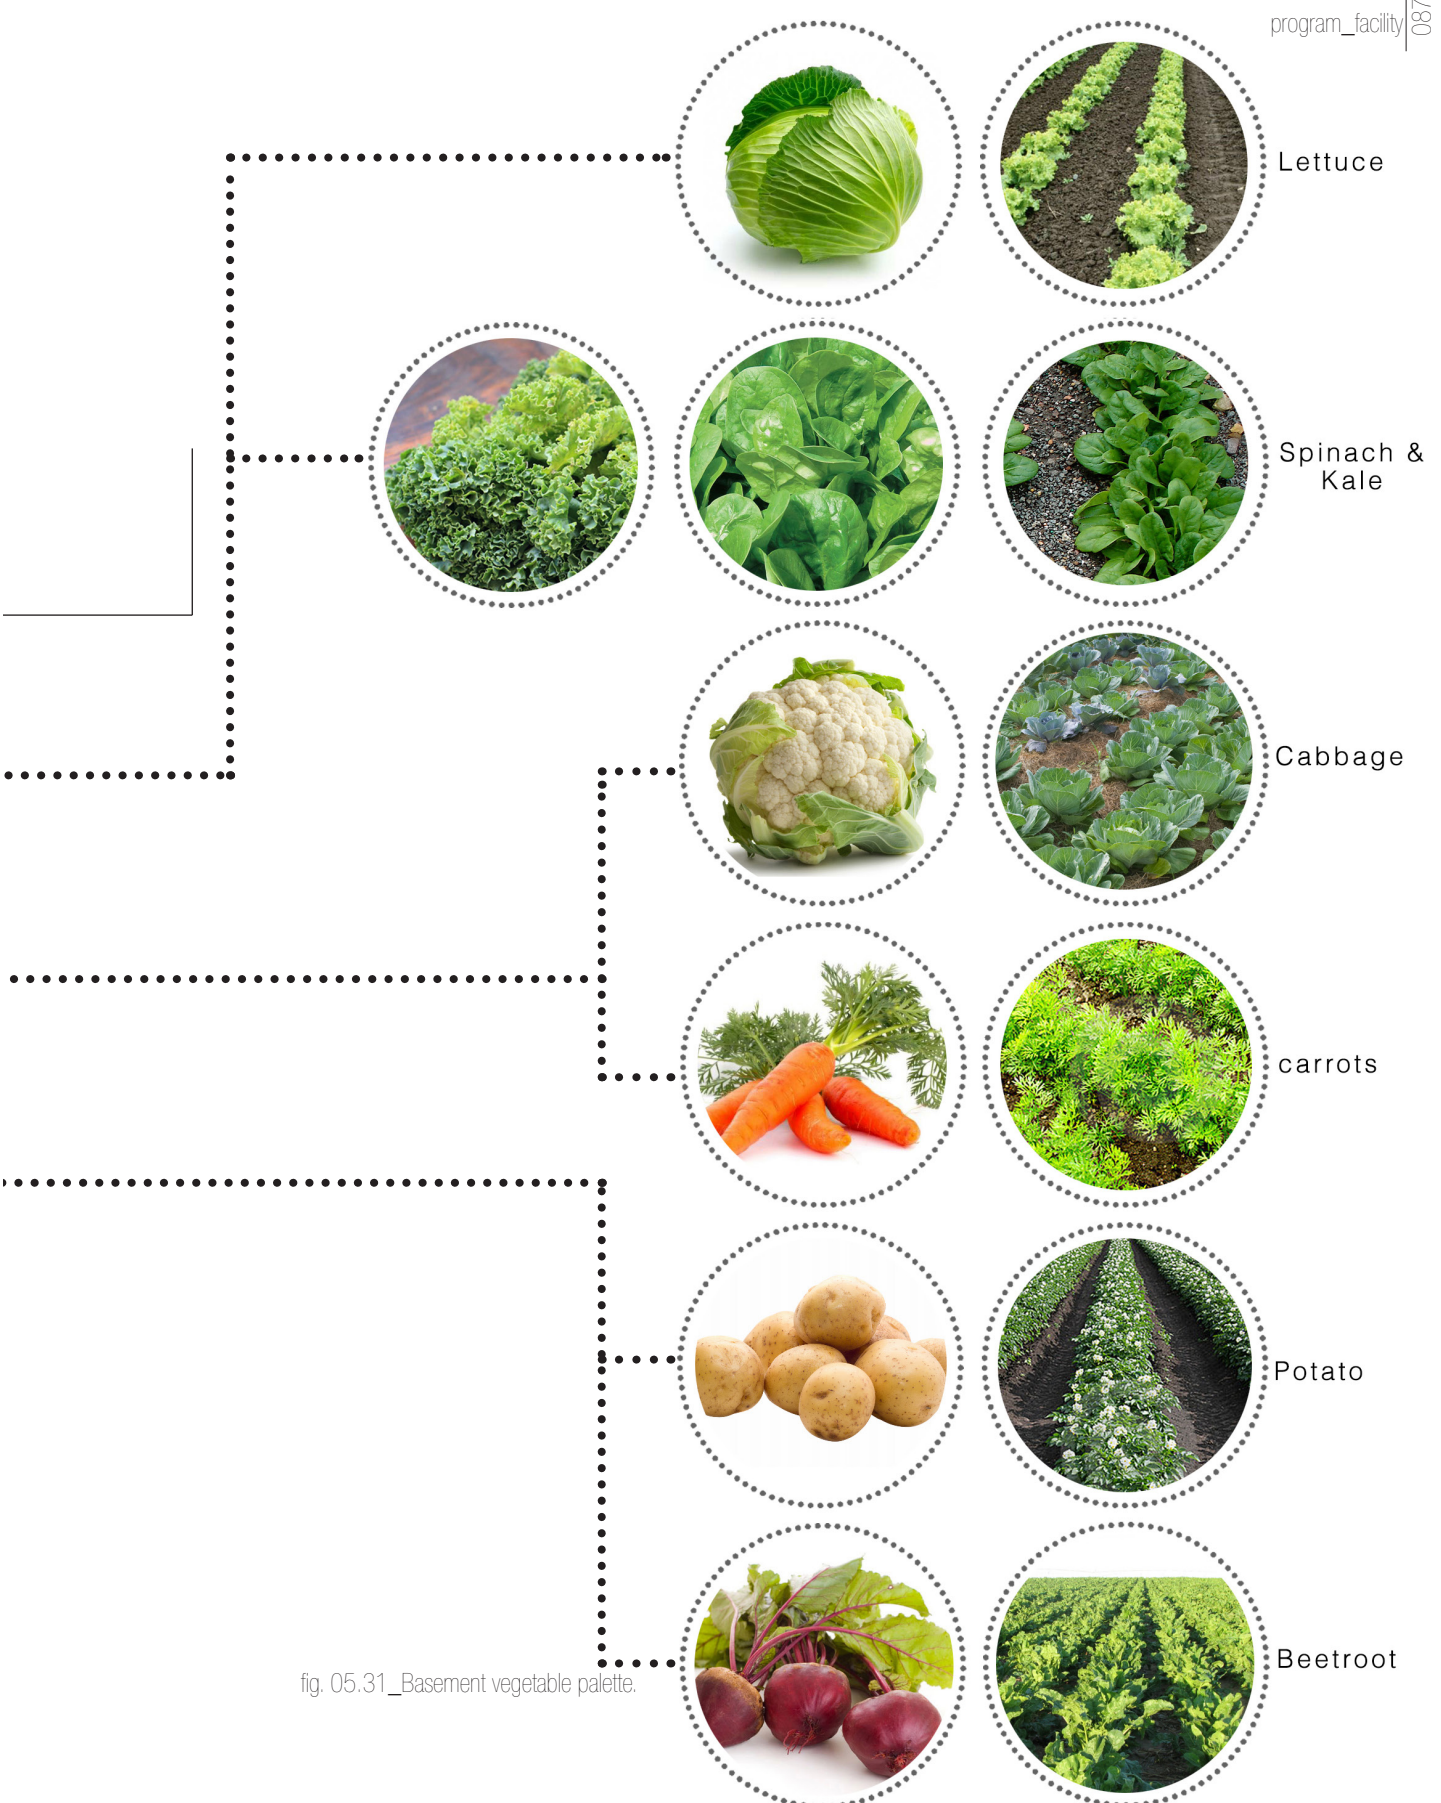 program_facility
087
Lettuce
Spinach &
Kale
Cabbage
carrots
Potato
Beetroot
fig. 05.31_Basement vegetable palette.